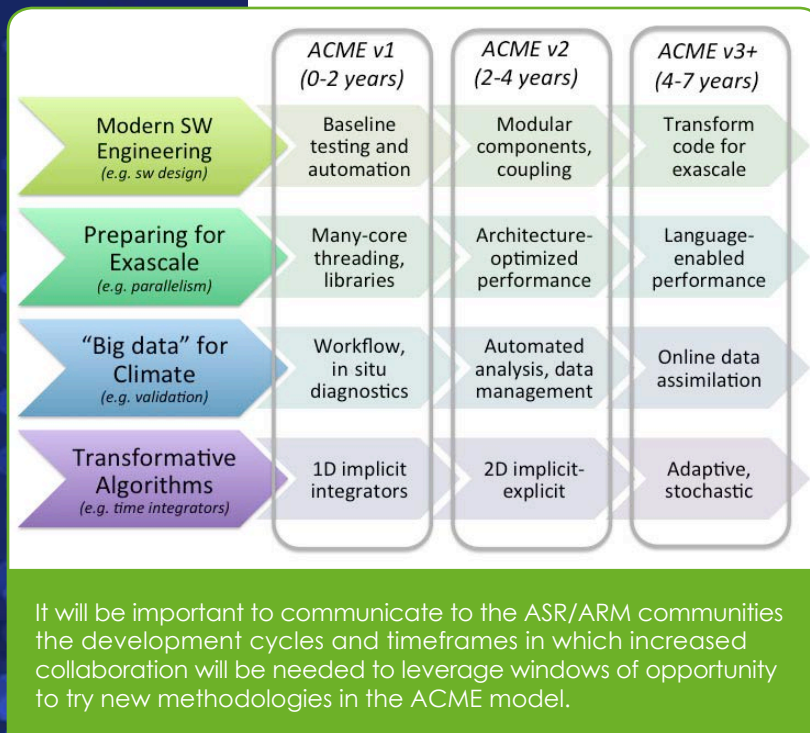 ACME v1
(0-2 years)
ACME v2
(2-4 years)
ACME v3+
(4-7 years)
Modern SW
Engineering
(e.g. sw design)
Baseline
testing and
automation
Modular
components,
coupling
Transform
code for
exascale
Preparing for
Exascale
(e.g. parallelism)
Many-core
threading,
libraries
Architecture-
optimized
performance
Language-
enabled
performance
“Big data” for
Climate
(e.g. validation)
Workflow,
in situ
diagnostics
Automated
analysis, data
management
Online data
assimilation
Transformative
Algorithms
(e.g. time integrators)
1D implicit
integrators
2D implicit-
explicit
Adaptive,
stochastic
It will be important to communicate to the ASR/ARM communities
the development cycles and timeframes in which increased
collaboration will be needed to leverage windows of opportunity
to try new methodologies in the ACME model.